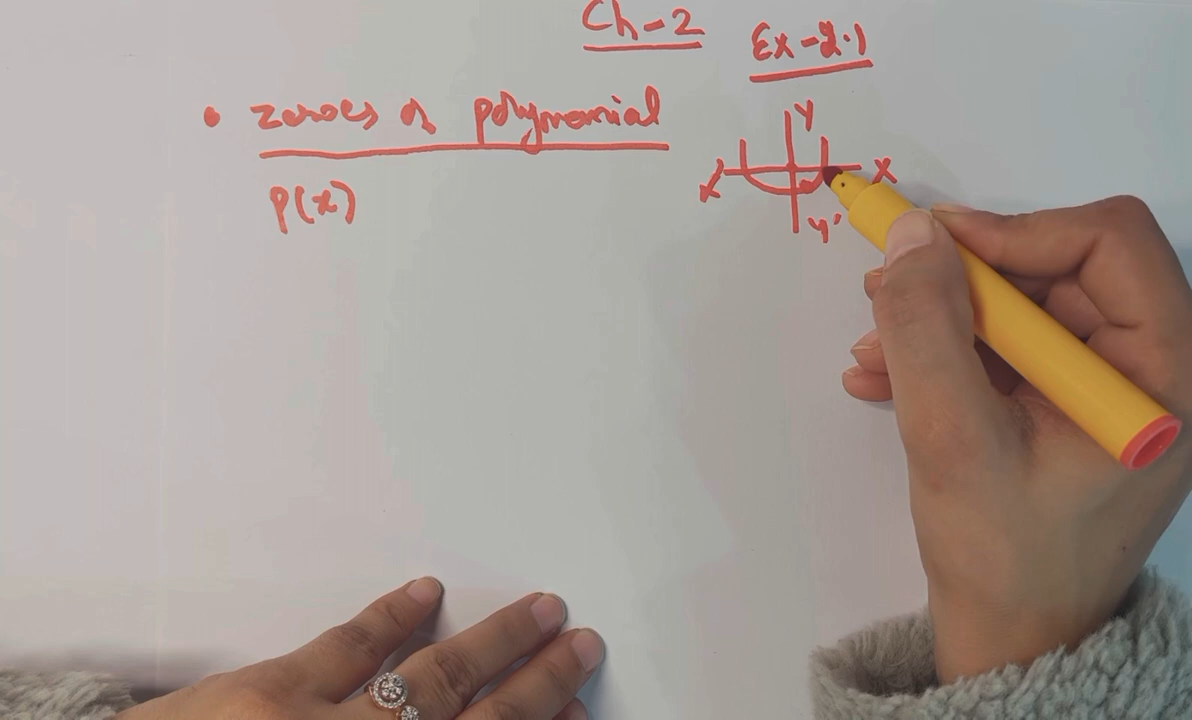 Ch-2
Ex-2.1
• zeroes of polynomial
P(x)
Y
X
Y'